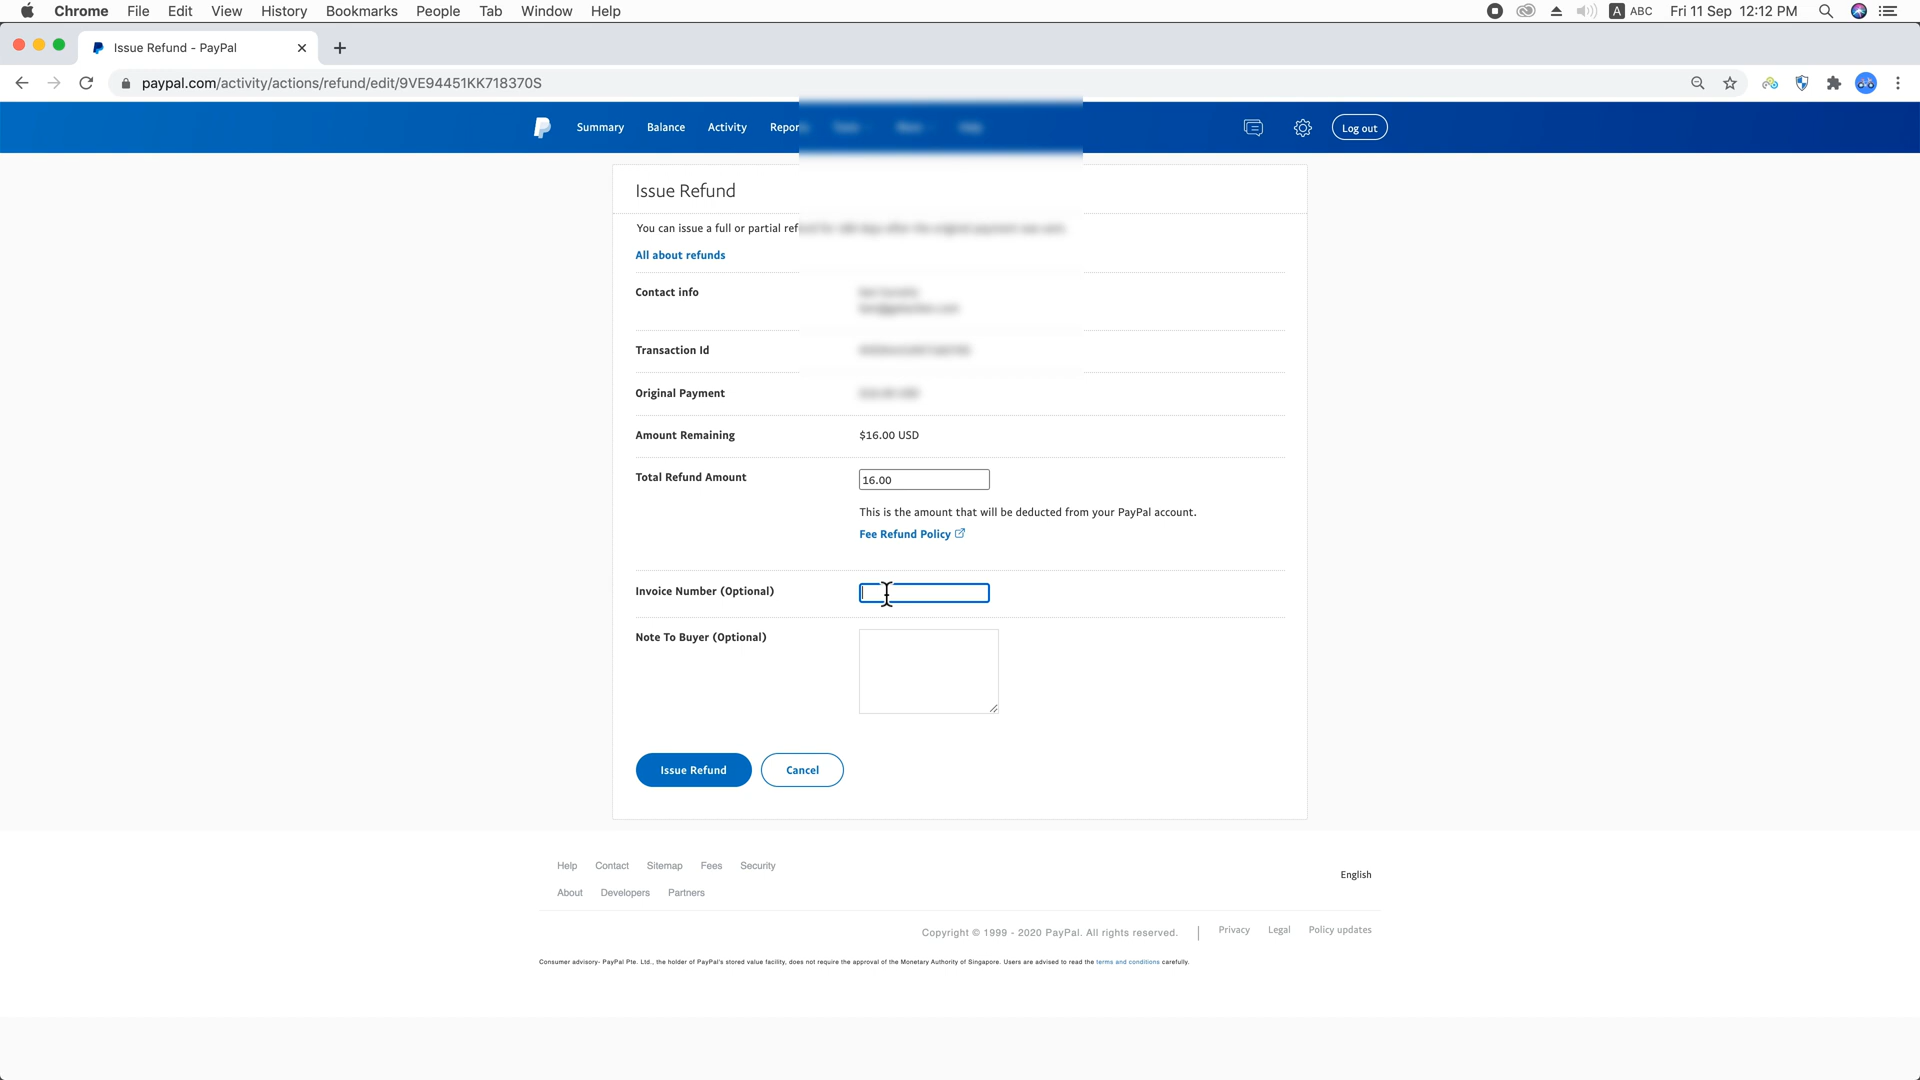 Chrome File Edit View History Bookmarks People Tab Window Help
A ABC Fri 11 Sep 12:12 PM
Issue Refund - PayPal
paypal.com/activity/actions/refund/edit/9VE94451KK718370S
Summary Balance Activity Log out
Issue Refund
You can issue a full or partial
All about refunds
Contact info
Transaction Id
Original Payment
Amount Remaining $16.00 USD
Total Refund Amount 16.00
This is the amount that will be deducted from your PayPal account.
Fee Refund Policy
Invoice Number (Optional)
Note To Buyer (Optional)
Issue Refund Cancel
Help Contact Sitemap Fees Security
English
About Developers Partners
Copyright © 1999 - 2020 PayPal. All rights reserved. | Privacy Legal Policy updates
Consumer advisory- PayPal Pte. Ltd., the holder of PayPal's stored value facility, does not require the approval of the Monetary Authority of Singapore. Users are advised to read the terms and conditions carefully.